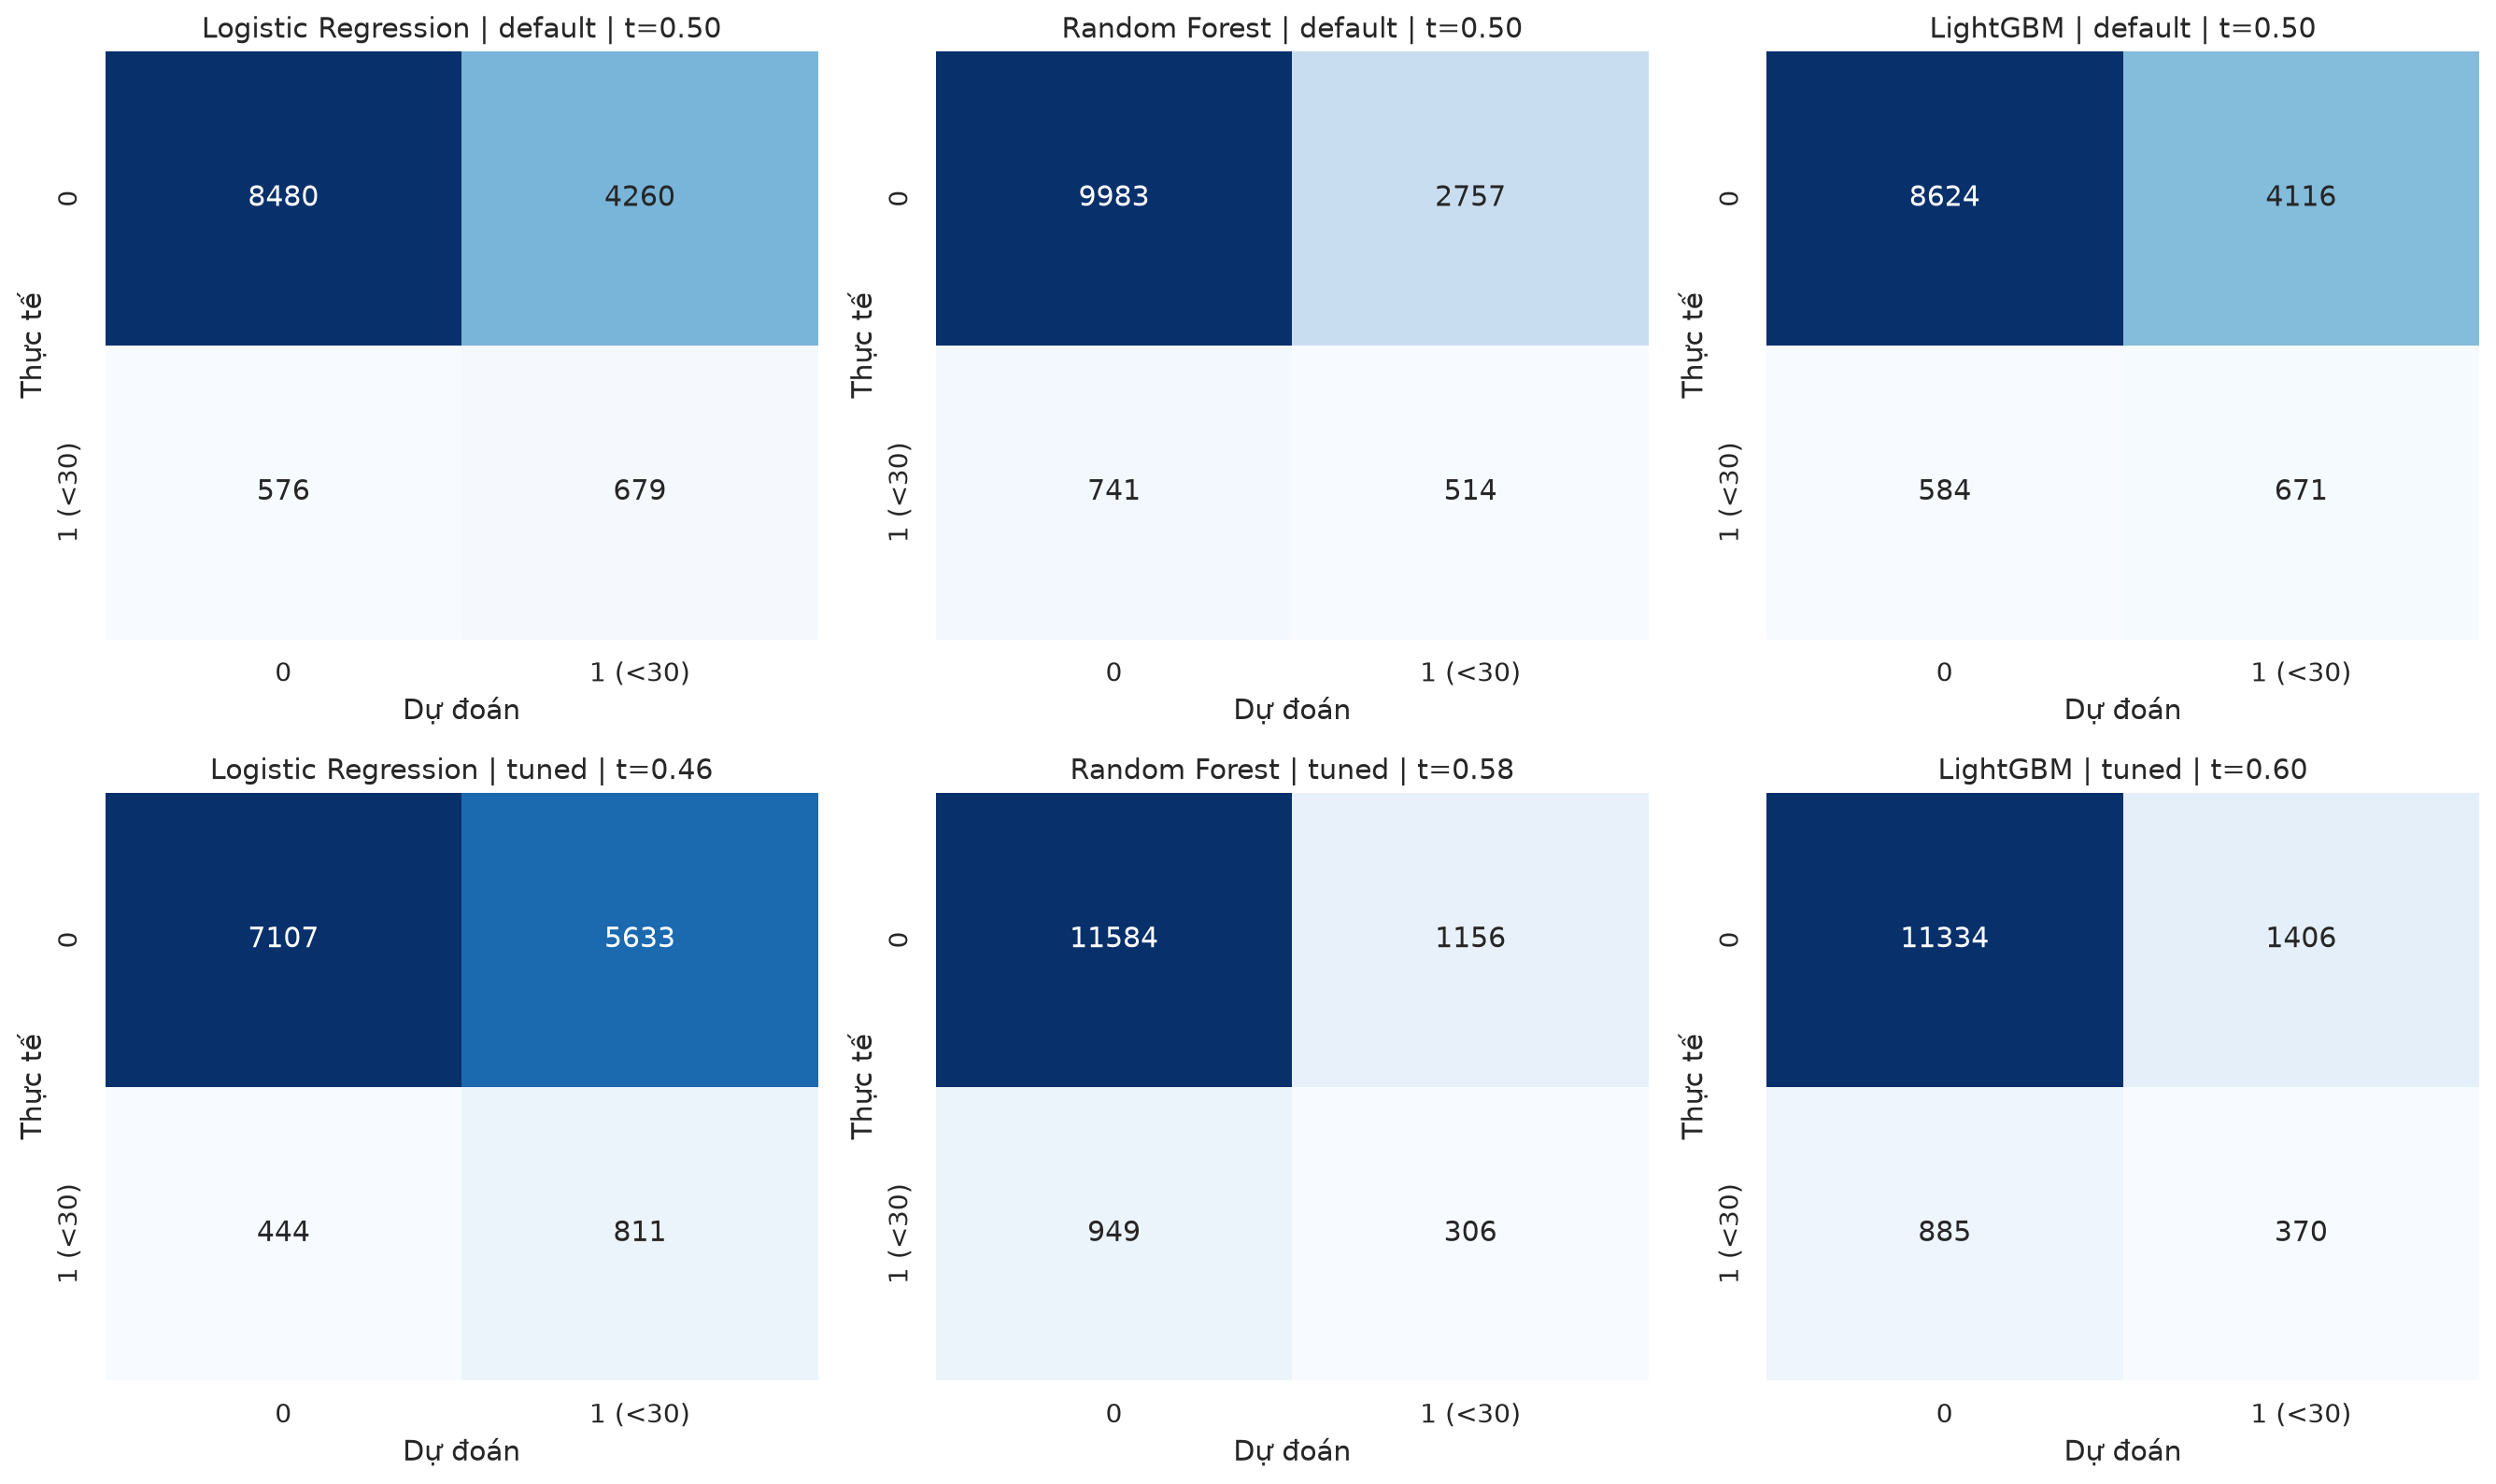 Logistic Regression | default | t=0.50
Thực tế
0
8480
4260
1 (<30)
576
679
0
1 (<30)
Dự đoán
Random Forest | default | t=0.50
Thực tế
0
9983
2757
1 (<30)
741
514
0
1 (<30)
Dự đoán
LightGBM | default | t=0.50
Thực tế
0
8624
4116
1 (<30)
584
671
0
1 (<30)
Dự đoán
Logistic Regression | tuned | t=0.46
Thực tế
0
7107
5633
1 (<30)
444
811
0
1 (<30)
Dự đoán
Random Forest | tuned | t=0.58
Thực tế
0
11584
1156
1 (<30)
949
306
0
1 (<30)
Dự đoán
LightGBM | tuned | t=0.60
Thực tế
0
11334
1406
1 (<30)
885
370
0
1 (<30)
Dự đoán